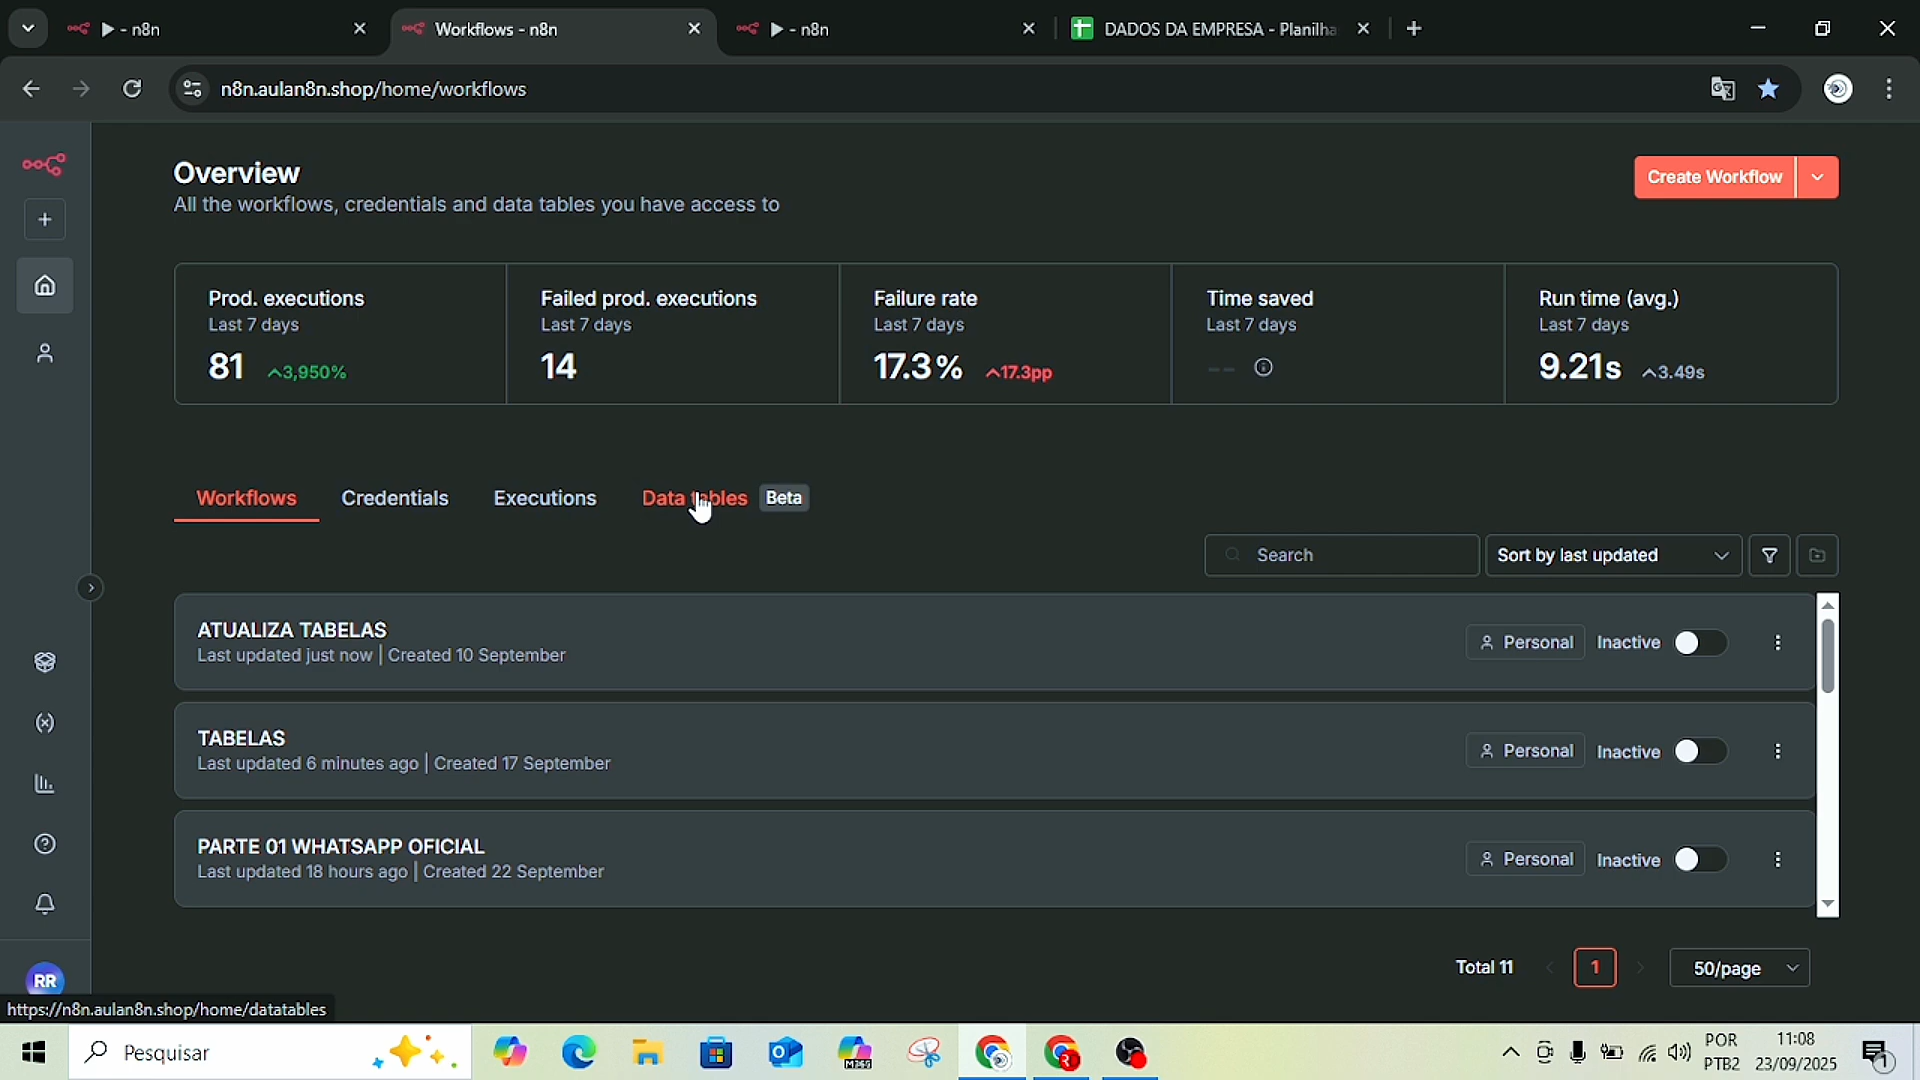 - n8n
Workflows - n8n
- n8n
DADOS DA EMPRESA - Planilha
n8n.aulan8n.shop/home/workflows
Overview
All the workflows, credentials and data tables you have access to
Create Workflow
Prod. executions
Last 7 days
81 3,950%
Failed prod. executions
Last 7 days
14
Failure rate
Last 7 days
17.3% 17.3pp
Time saved
Last 7 days
--
Run time (avg.)
Last 7 days
9.21s 3.49s
Workflows Credentials Executions Data tables Beta
Search Sort by last updated
ATUALIZA TABELAS
Last updated just now | Created 10 September
Personal Inactive
TABELAS
Last updated 6 minutes ago | Created 17 September
Personal Inactive
PARTE 01 WHATSAPP OFICIAL
Last updated 18 hours ago | Created 22 September
Personal Inactive
Total 11 1 50/page
RR
https://n8n.aulan8n.shop/home/datatables
Pesquisar
POR
PTB2
11:08
23/09/2025
1